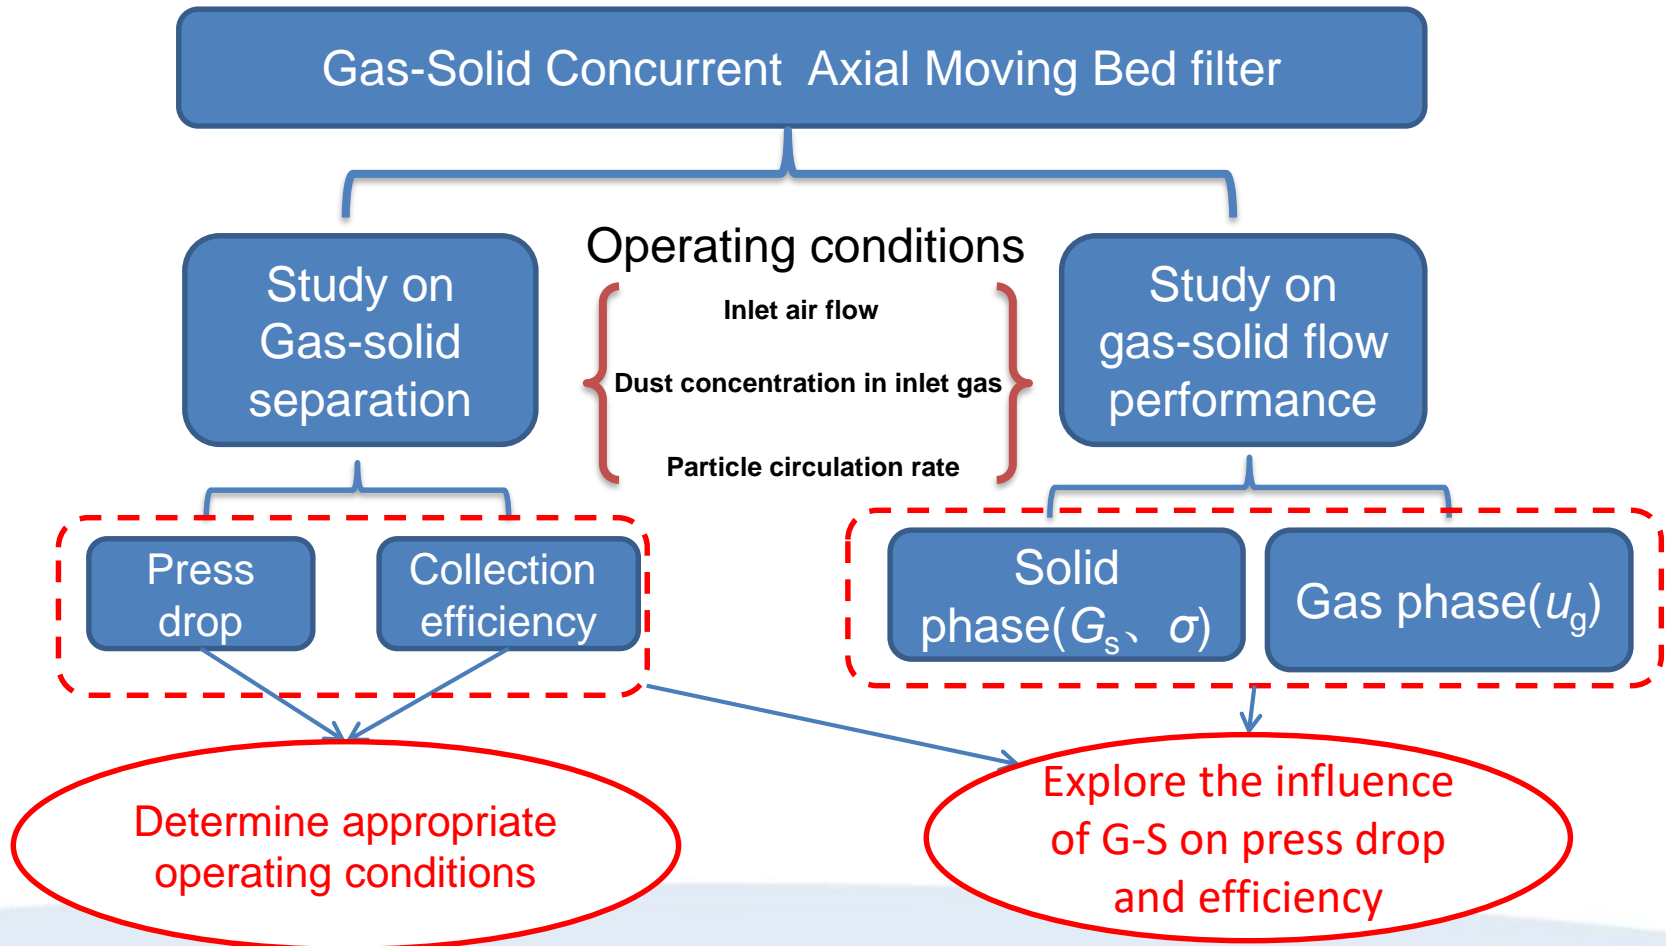 Gas-Solid Concurrent  Axial Moving Bed filter
Study on
Gas-solid
separation
Operating conditions
Inlet air flow
Dust concentration in inlet gas
Particle circulation rate
Study on
gas-solid flow
performance
Press
drop
Collection
efficiency
Solid
phase(Gs、 σ)
Gas phase(ug)
Determine appropriate
operating conditions
Explore the influence
of G-S on press drop
and efficiency